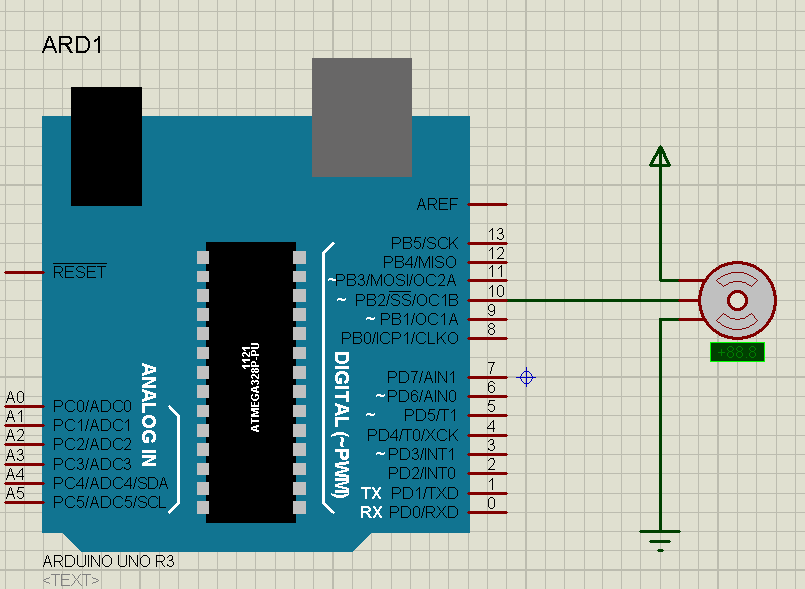 ARD1
AREF
13
PB5/SCK
12
PB4/MISO
11
~PB3/MOSI/OC2A
10
~ PB2/SS/OC1B
9
~ PB1/OC1A
8
PB0/ICP1/CLKO
RESET
7
PD7/AIN1
6
~ PD6/AIN0
5
~ PD5/T1
4
PD4/T0/XCK
3
~PD3/INT1
2
PD2/INT0
1
TX PD1/TXD
0
RX PD0/RXD
DIGITAL (~PWM)
1121
ATMEGA328P-PU
ANALOG IN
A0
PC0/ADC0
A1
PC1/ADC1
A2
PC2/ADC2
A3
PC3/ADC3
A4
PC4/ADC4/SDA
A5
PC5/ADC5/SCL
+88.8
ARDUINO UNO R3
<TEXT>